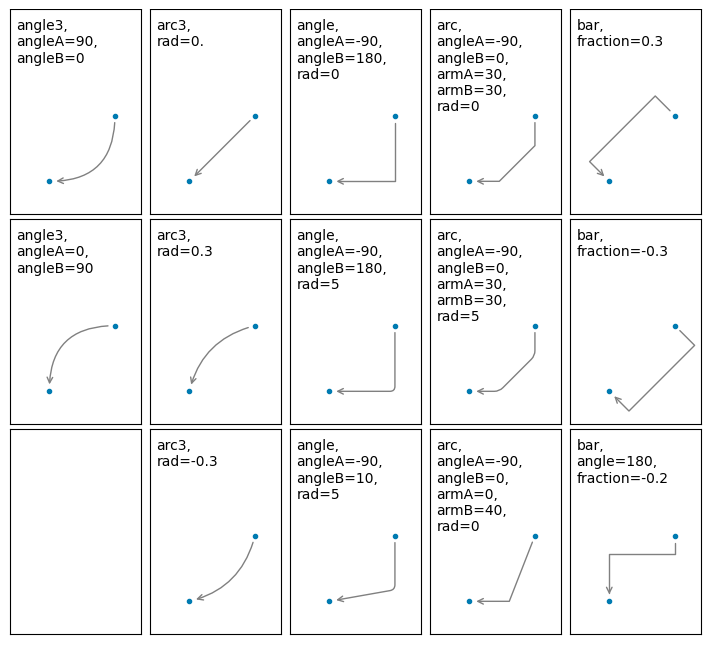 angle3,
angleA=90,
angleB=0
arc3,
rad=0.
angle,
angleA=-90,
angleB=180,
rad=0
arc,
angleA=-90,
angleB=0,
armA=30,
armB=30,
rad=0
bar,
fraction=0.3
angle3,
angleA=0,
angleB=90
arc3,
rad=0.3
angle,
angleA=-90,
angleB=180,
rad=5
arc,
angleA=-90,
angleB=0,
armA=30,
armB=30,
rad=5
bar,
fraction=-0.3
arc3,
rad=-0.3
angle,
angleA=-90,
angleB=10,
rad=5
arc,
angleA=-90,
angleB=0,
armA=0,
armB=40,
rad=0
bar,
angle=180,
fraction=-0.2